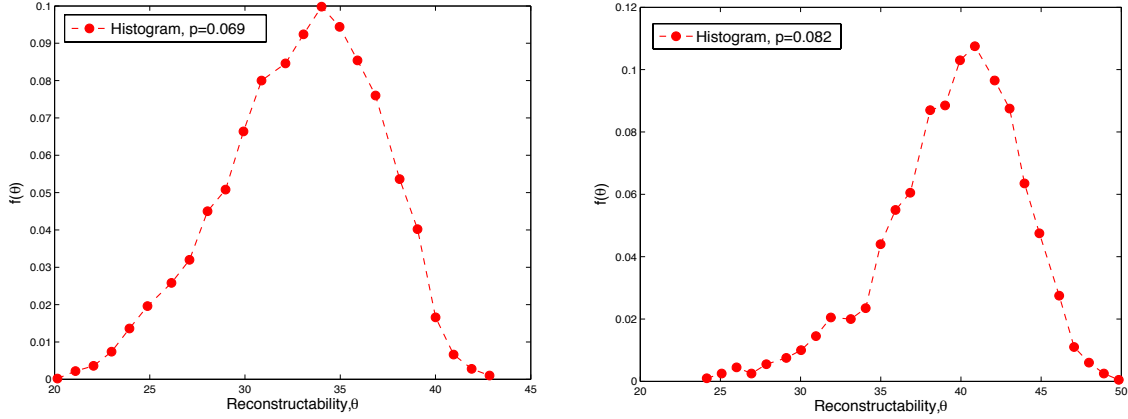 0.1
0.09
0.08
0.07
0.06
0.05
0.04
0.03
0.02
0.01
0
f(θ)
Histogram, p=0.069
20 25 30 35 40 45
Reconstructability,θ
0.12
0.1
0.08
0.06
0.04
0.02
0
f(θ)
Histogram, p=0.082
20 20 25 30 35 40 45 50
Reconstructability,θ